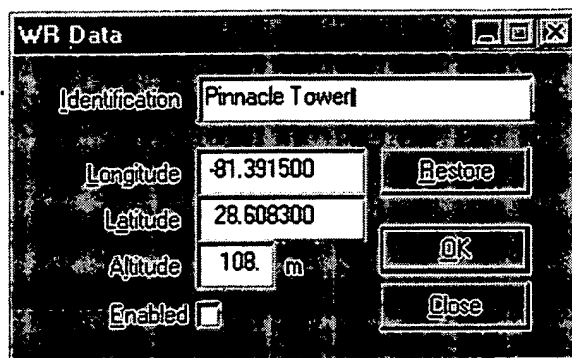 WR Data
Identification Pinnacle Tower
Longitude -81.391500 Restore
Latitude 28.608300
OK
Altitude 108. m
Enabled Close